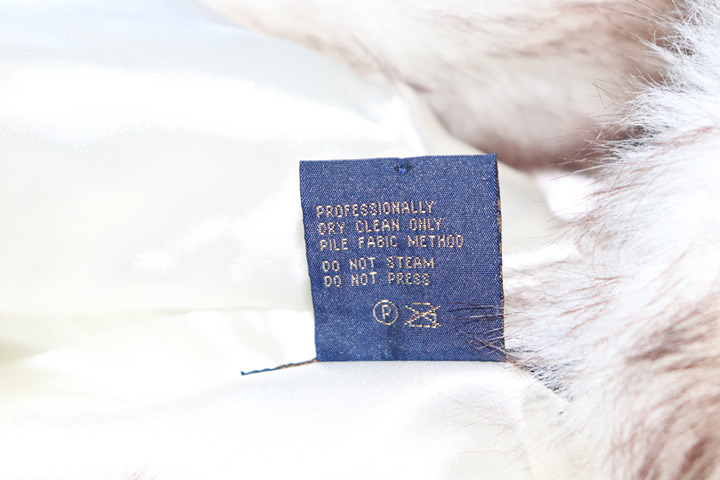 PROFESSIONALLY
DRY CLEAN ONLY
PILE FABIC METHOD
DO NOT STEAM
DO NOT PRESS
P